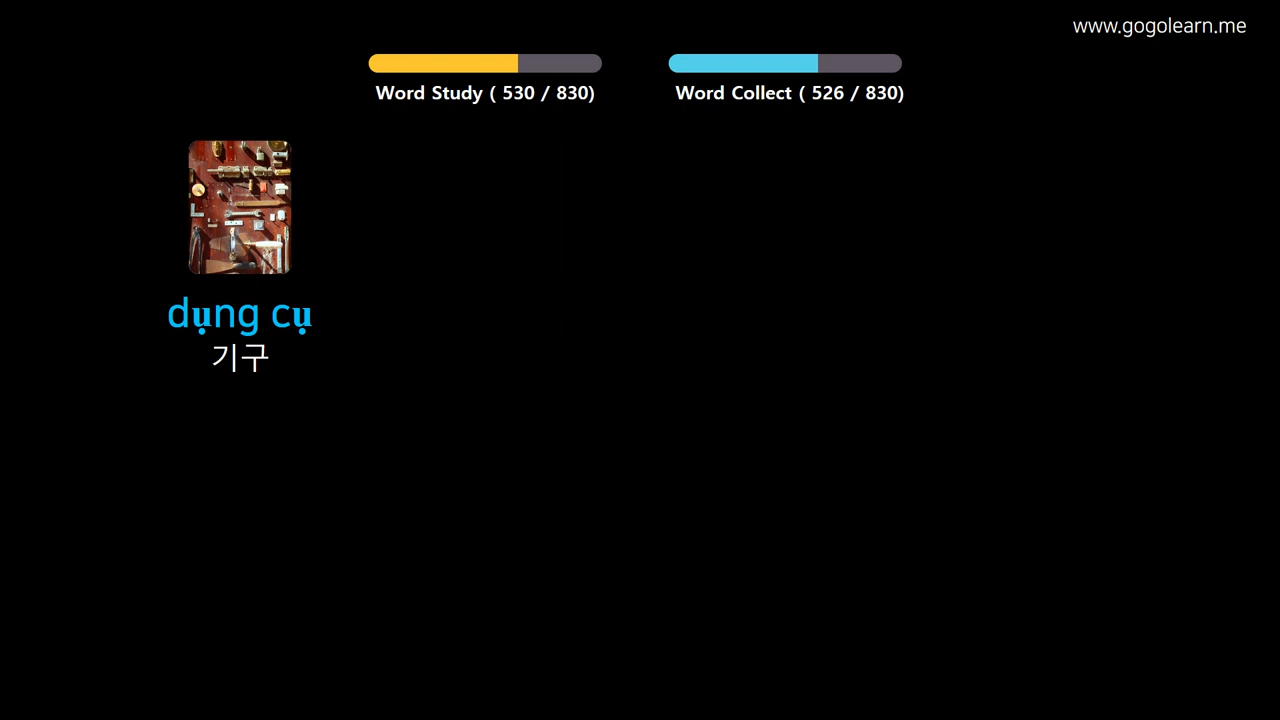 www.gogolearn.me
Word Study ( 530 / 830)
Word Collect ( 526 / 830)
dụng cụ
기구